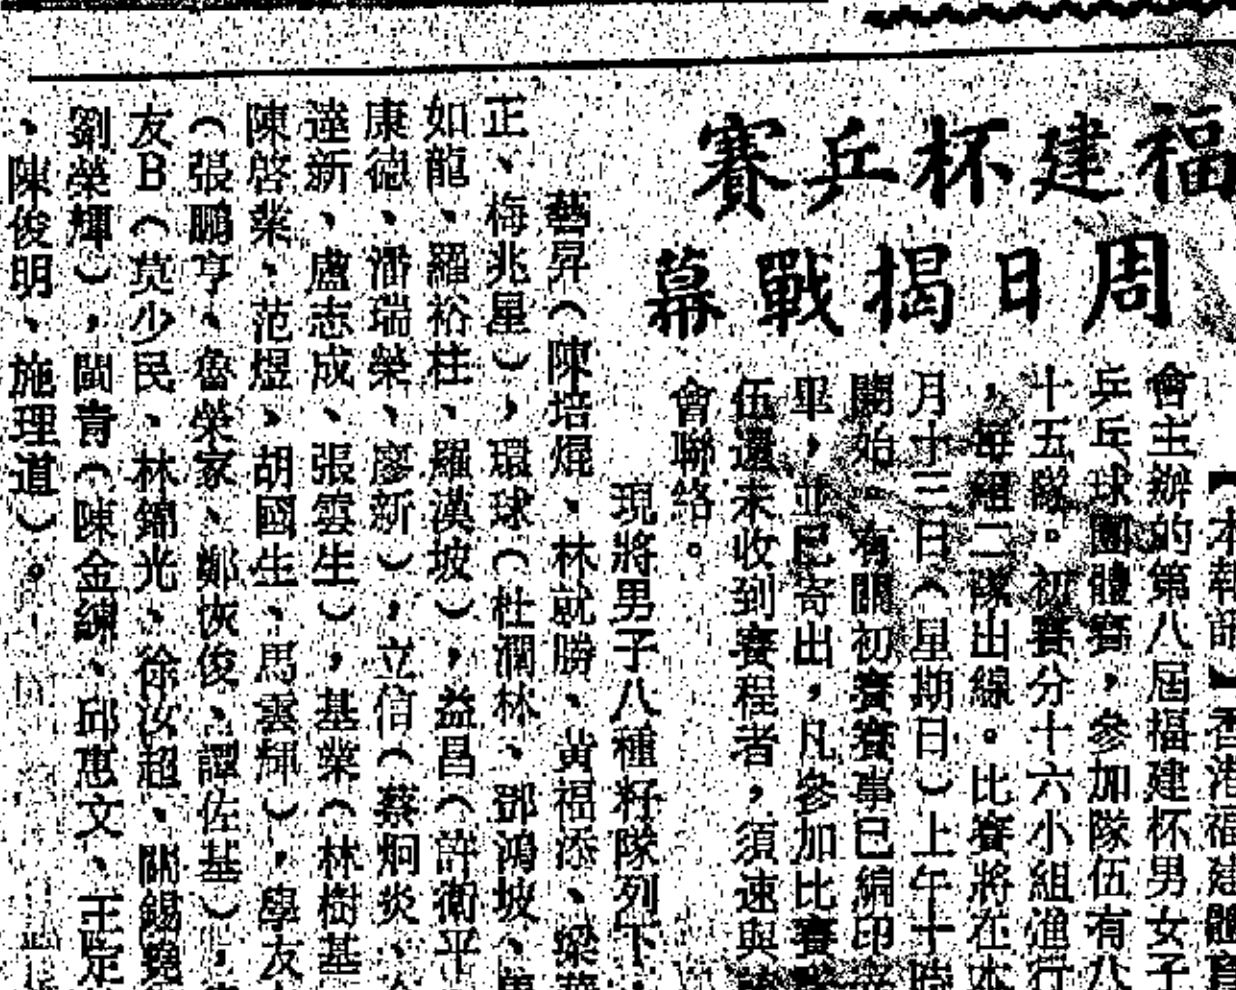 福建杯乒賽
周日揭戰幕
【本報訊】香港福建體育
會主辦的第八屆福建杯男女子
乒乓球團體賽，參加隊伍有八
十五隊。初賽分十六小組進行
，每組二隊出線。比賽將在本
月十三日（星期日）上午十時
開始。有關初賽賽事已編印
畢，並已寄出，凡參加比賽
伍還未收到賽程者，須速與
會聯絡。
現將男子八種籽隊列下：
藝昇（陳培焜、林就勝、黃福添、梁
正、梅兆星），環球（杜潤林、鄧鴻坡、
如龍、羅裕柱、羅漢坡），益昌（許衛平
康德、潘瑞榮、廖新），立信（蔡炯炎、
達新、盧志成、張雲生），基業（林樹基
陳啓業、范煜、胡國生、馬雲輝），學友
（張鵬亨、魯榮家、鄭恢俊、譚佐基），
友B（莫少民、林錦光、徐汝超、關錫
劉榮輝），閩青（陳金練、邱惠文、王定
、陳俊明、施理道）。